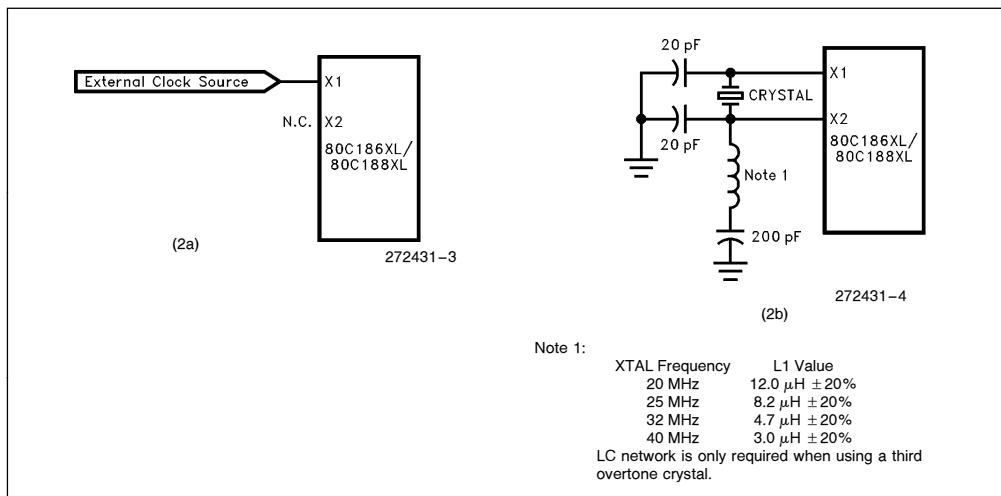 External Clock Source
X1
N.C.
X2
80C186XL/
80C188XL
(2a)
272431-3
20 pF
X1
CRYSTAL
X2
20 pF
80C186XL/
80C188XL
Note 1
200 pF
272431-4
(2b)
Note 1:
XTAL Frequency L1 Value
20 MHz 12.0 μH ±20%
25 MHz 8.2 μH ±20%
32 MHz 4.7 μH ±20%
40 MHz 3.0 μH ±20%
LC network is only required when using a third
overtone crystal.